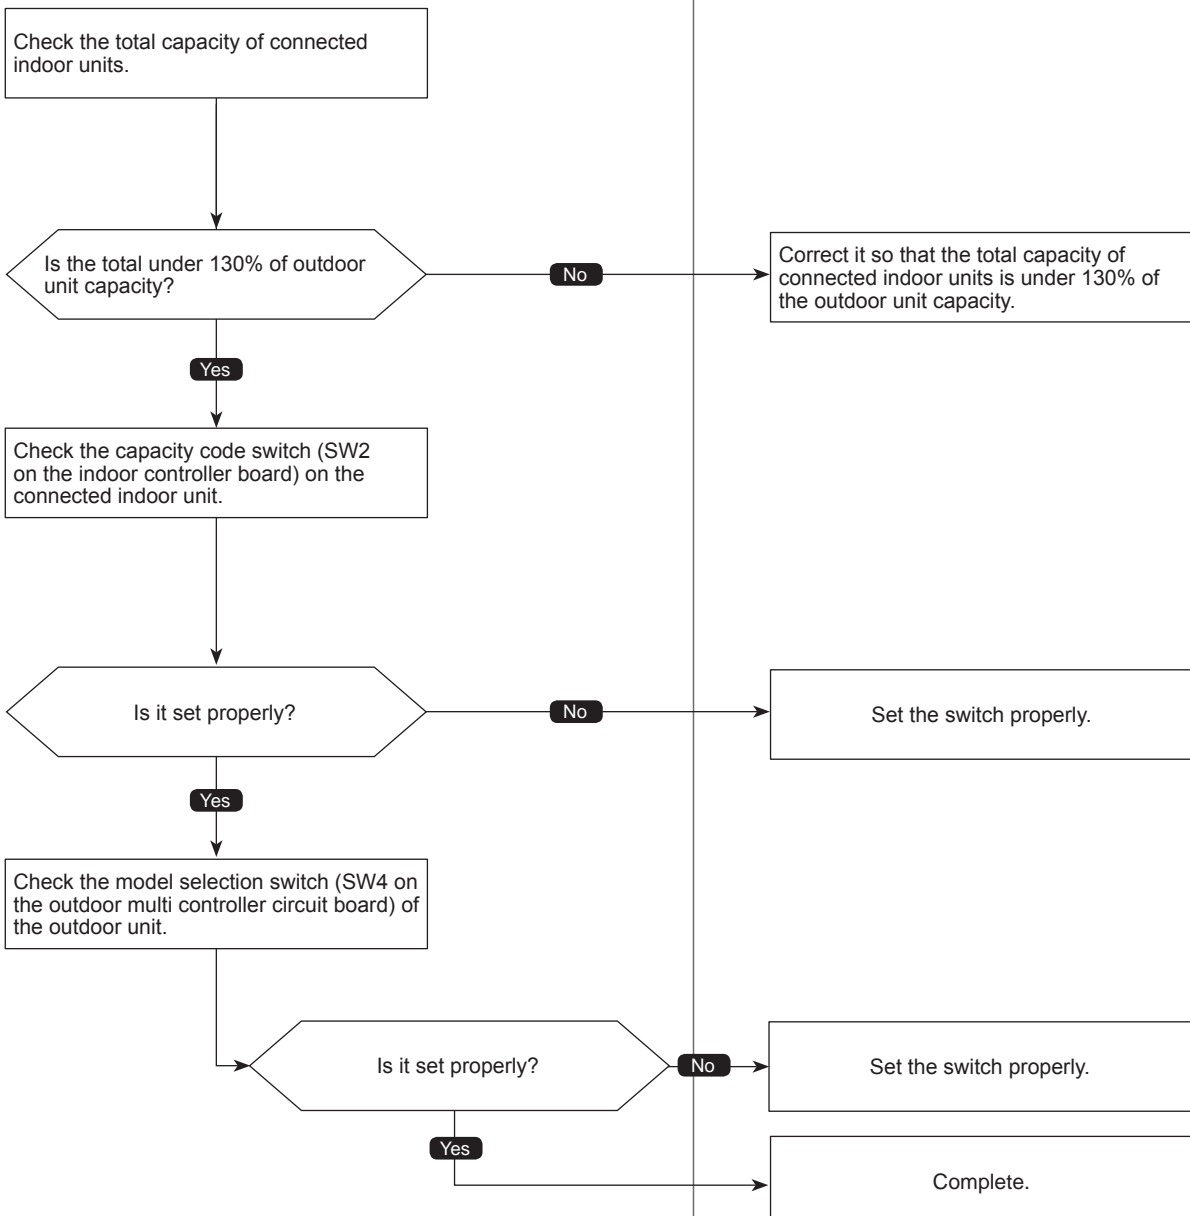 Check the total capacity of connected
indoor units.
Is the total under 130% of outdoor
unit capacity?
No
Correct it so that the total capacity of
connected indoor units is under 130% of
the outdoor unit capacity.
Yes
Check the capacity code switch (SW2
on the indoor controller board) on the
connected indoor unit.
Is it set properly?
No
Set the switch properly.
Yes
Check the model selection switch (SW4 on
the outdoor multi controller circuit board) of
the outdoor unit.
Is it set properly?
No
Set the switch properly.
Yes
Complete.